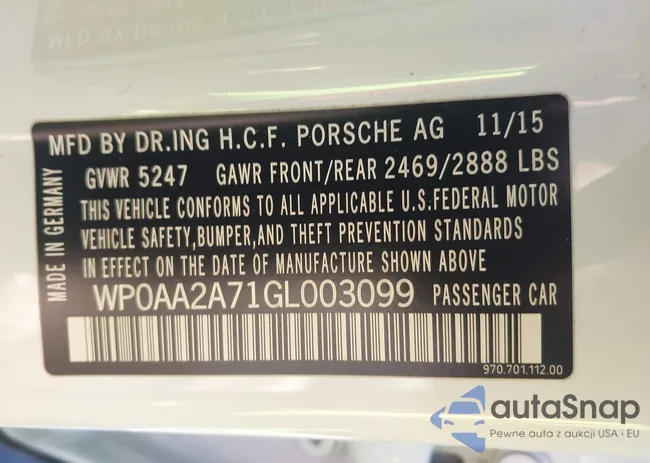 MFD BY DR.ING H.C.F. PORSCHE AG 11/15
GVWR 5247 GAWR FRONT/REAR 2469/2888 LBS
THIS VEHICLE CONFORMS TO ALL APPLICABLE U.S.FEDERAL MOTOR
VEHICLE SAFETY,BUMPER,AND THEFT PREVENTION STANDARDS
IN EFFECT ON THE DATE OF MANUFACTURE SHOWN ABOVE
WP0AA2A71GL003099 PASSENGER CAR
MADE IN GERMANY
970.701.112.00
autaSnap
Pewne auta z aukcji USA i EU